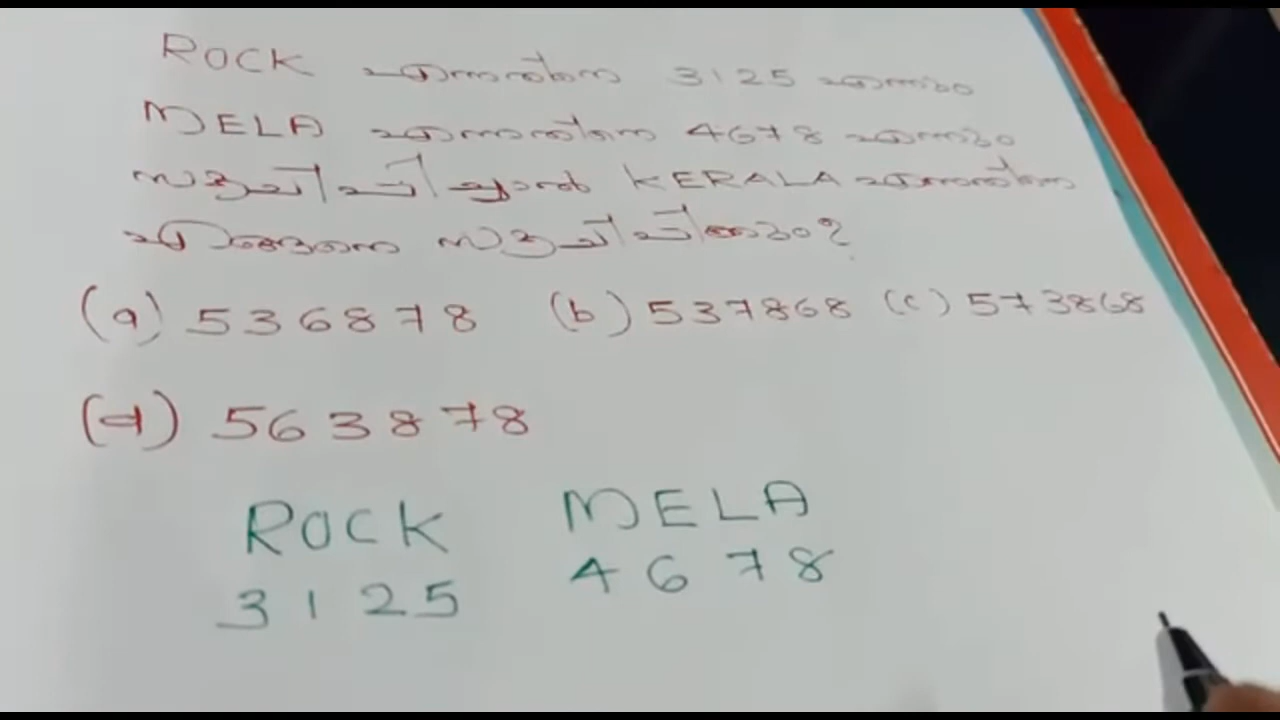 ROCK എന്നതിനെ 3125 എന്നും
MELA എന്നതിനെ 4678 എന്നും
സൂചിപ്പിച്ചാൽ KERALA എന്നതിനെ
എങ്ങനെ സൂചിപ്പിക്കാം?
(a) 536878 (b) 537868 (c) 573868
(d) 563878
ROCK MELA
3125 4678